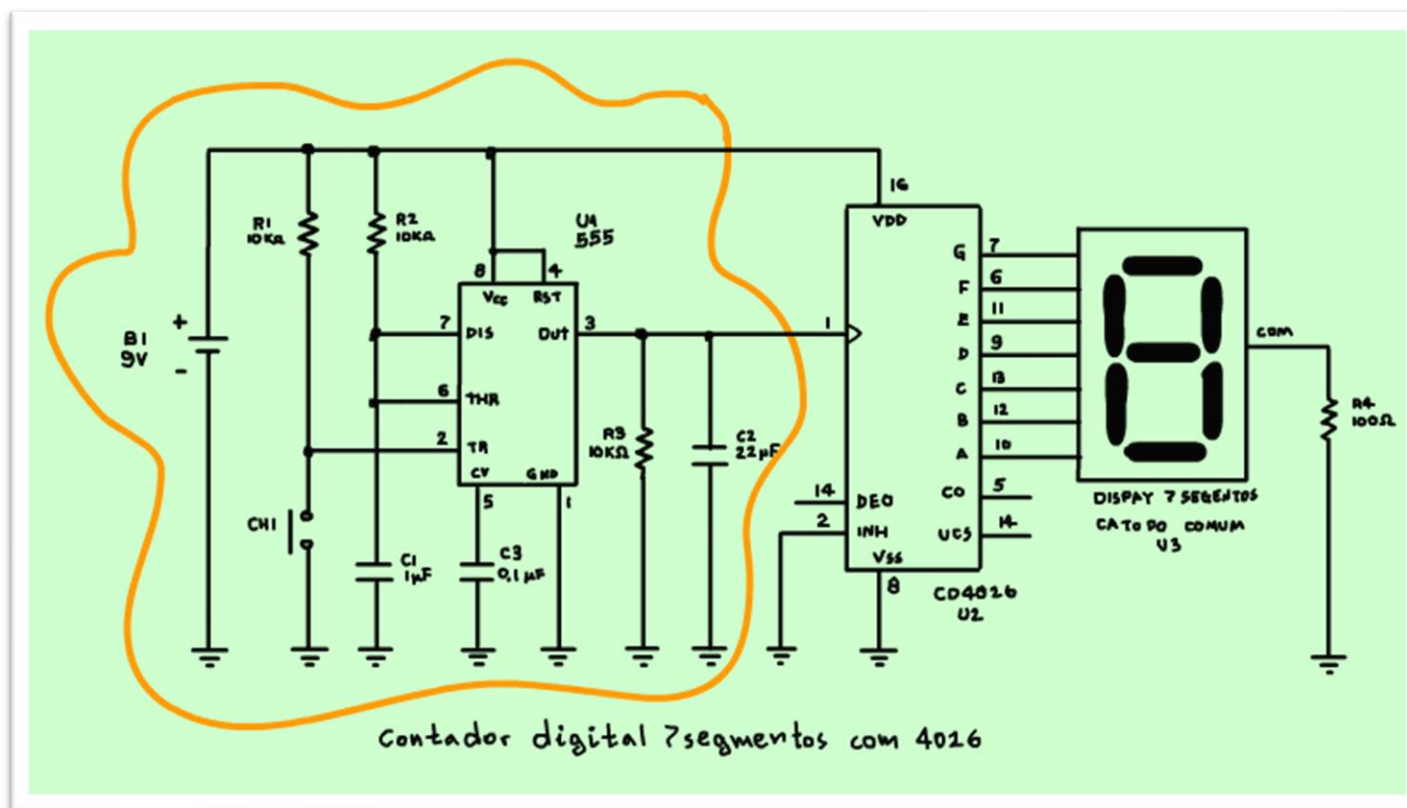 R1
10KΩ
R2
10KΩ
U1
555
16
VDD
8
4
VCC
RST
B1
9V
+
-
7
DIS
OUT
3
6
THR
2
TR
CV
GND
5
1
CH1
C1
1µF
C3
0.1µF
R3
10KΩ
C2
22µF
1
G
7
F
6
E
11
D
9
C
13
B
12
A
10
14
DEO
CO
5
2
INH
UCS
14
VSS
8
CD4026
U2
COM
R4
100Ω
DISPAY 7 SEGENTOS
CATODO COMUM
U3
Contador digital 7segmentos com 4026